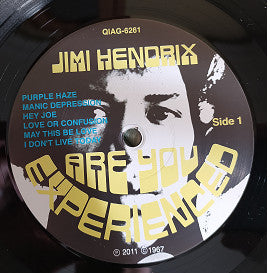 QIAG-6261
JIMI HENDRIX
PURPLE HAZE
MANIC DEPRESSION
HEY JOE
LOVE OR CONFUSION
MAY THIS BE LOVE
I DON'T LIVE TODAY
Side 1
ARE YOU
EXPERIENCED
℗ 2011 ©1967